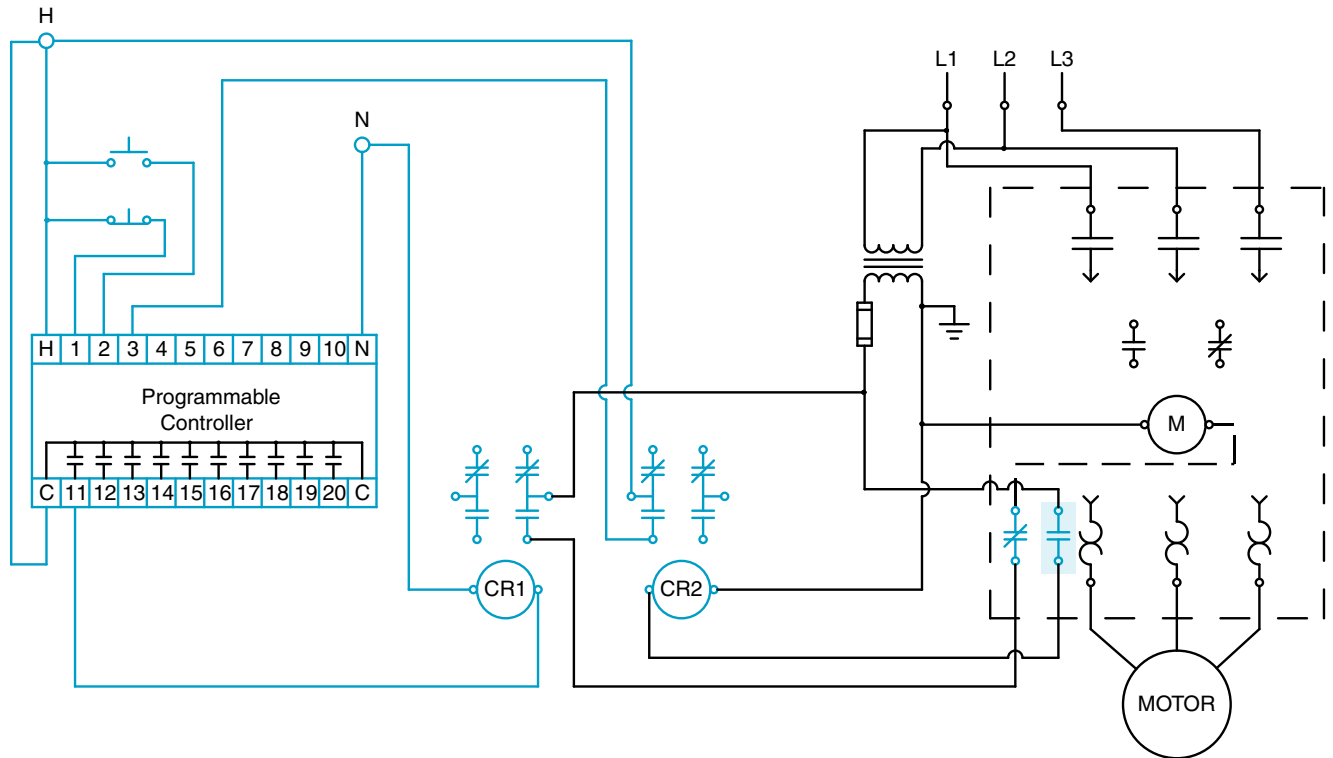 H
L1 L2 L3
N
H 1 2 3 4 5 6 7 8 9 10 N
Programmable
Controller
M
C 11 12 13 14 15 16 17 18 19 20 C
CR1 CR2
MOTOR